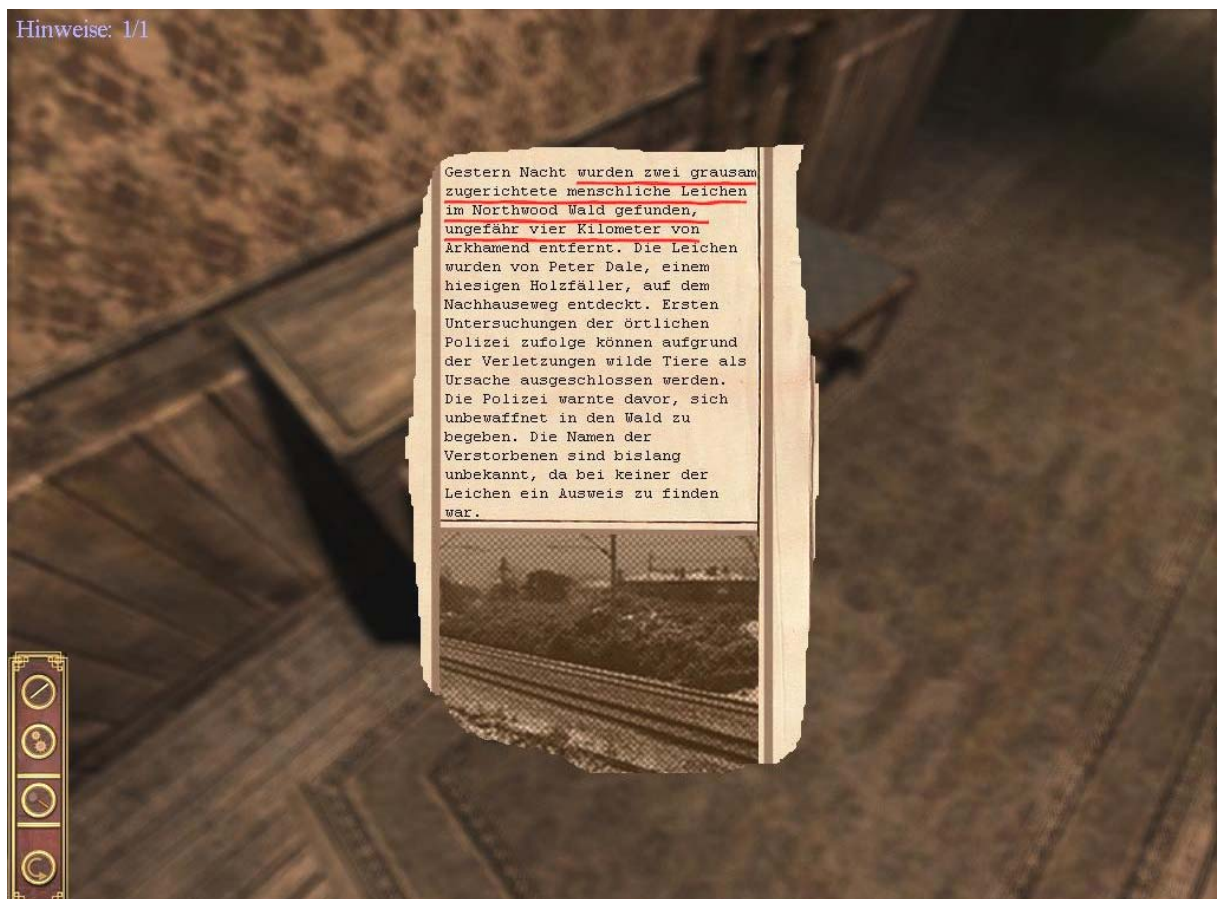 Hinweise: 1/1
Gestern Nacht wurden zwei grausam
zugerichtete menschliche Leichen
im Northwood Wald gefunden,
ungefähr vier Kilometer von
Arkhamend entfernt. Die Leichen
wurden von Peter Dale, einem
hiesigen Holzfäller, auf dem
Nachhauseweg entdeckt. Ersten
Untersuchungen der örtlichen
Polizei zufolge können aufgrund
der Verletzungen wilde Tiere als
Ursache ausgeschlossen werden.
Die Polizei warnte davor, sich
unbewaffnet in den Wald zu
begeben. Die Namen der
Verstorbenen sind bislang
unbekannt, da bei keiner der
Leichen ein Ausweis zu finden
war.